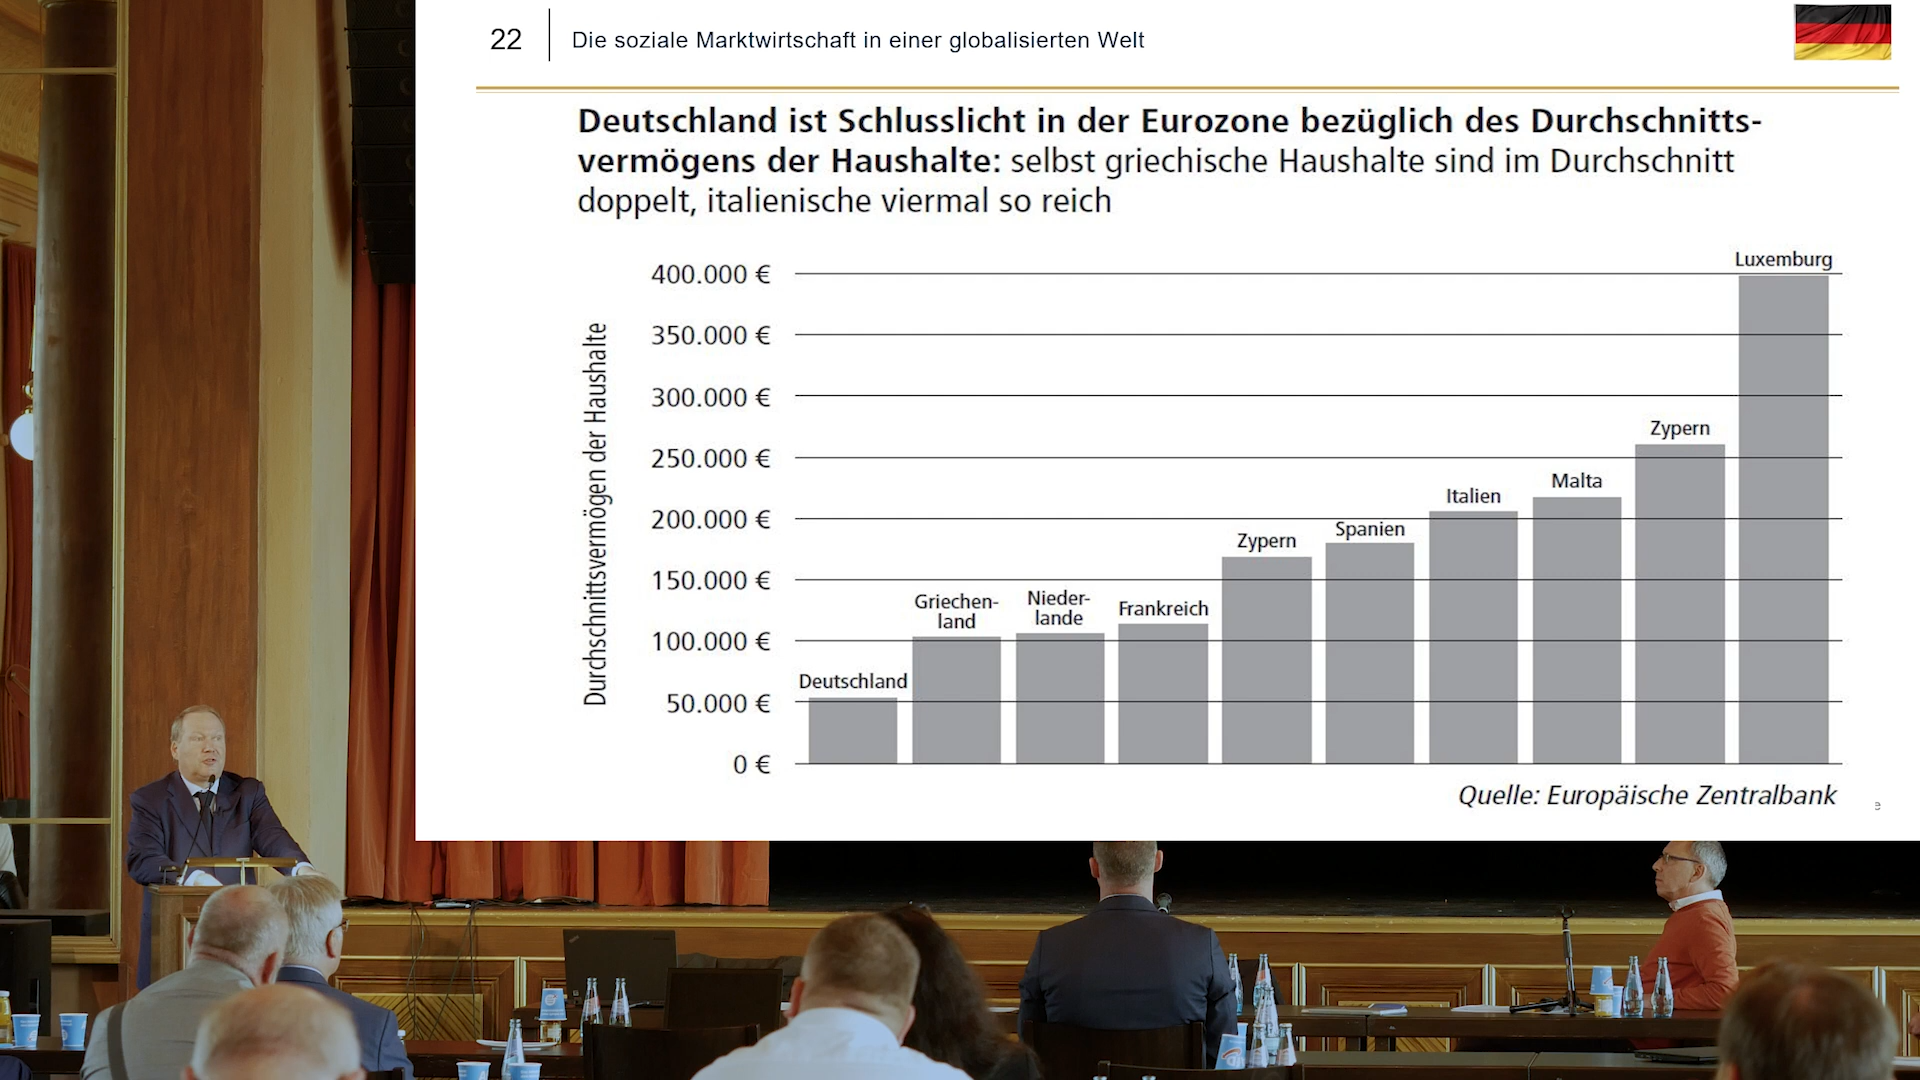 22
Die soziale Marktwirtschaft in einer globalisierten Welt
Deutschland ist Schlusslicht in der Eurozone bezüglich des Durchschnitts-
vermögens der Haushalte: selbst griechische Haushalte sind im Durchschnitt
doppelt, italienische viermal so reich
Durchschnittsvermögen der Haushalte
400.000 €
350.000 €
300.000 €
250.000 €
200.000 €
150.000 €
100.000 €
50.000 €
0 €
Deutschland
Griechen-
land
Nieder-
lande
Frankreich
Zypern
Spanien
Italien
Malta
Zypern
Luxemburg
Quelle: Europäische Zentralbank
e